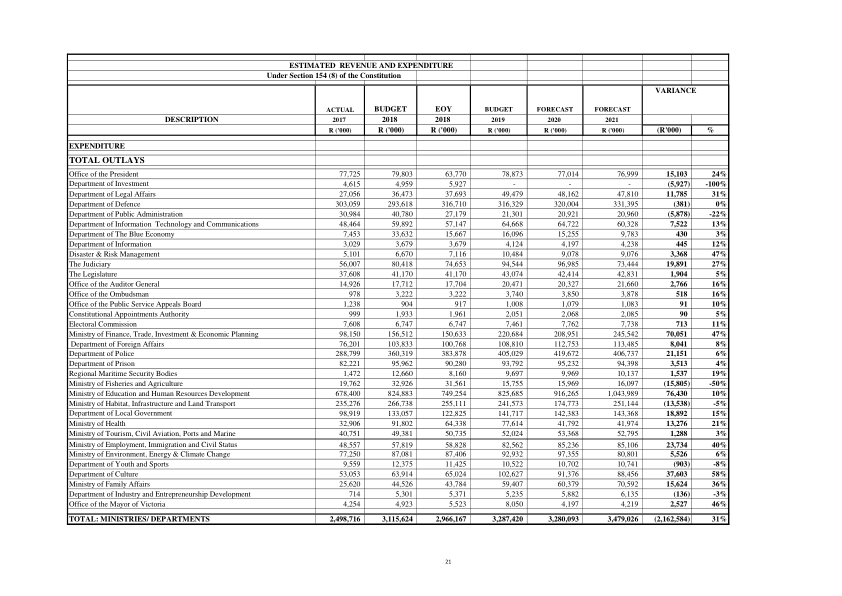 ESTIMATED REVENUE AND EXPENDITURE
Under Section 154 (8) of the Constitution
VARIANCE
ACTUAL BUDGET EOY BUDGET FORECAST FORECAST
DESCRIPTION 2017 2018 2018 2019 2020 2021
R ('000) R ('000) R ('000) R ('000) R ('000) R ('000) (R'000) %
EXPENDITURE
TOTAL OUTLAYS
Office of the President 77,725 79,803 63,770 78,873 77,014 76,999 15,103 24%
Department of Investment 4,615 4,959 5,927 - - - (5,927) -100%
Department of Legal Affairs 27,056 36,473 37,693 49,479 48,162 47,810 11,785 31%
Department of Defence 303,059 293,618 316,710 316,329 320,004 331,395 (381) 0%
Department of Public Administration 30,984 40,780 27,179 21,301 20,921 20,960 (5,878) -22%
Department of Information Technology and Communications 48,464 59,892 57,147 64,668 64,722 60,328 7,522 13%
Department of The Blue Economy 7,453 33,632 15,667 16,096 15,255 9,783 430 3%
Department of Information 3,029 3,679 3,679 4,124 4,197 4,238 445 12%
Disaster & Risk Management 5,101 6,670 7,116 10,484 9,078 9,076 3,368 47%
The Judiciary 56,007 80,418 74,653 94,544 96,985 73,444 19,891 27%
The Legislature 37,608 41,170 41,170 43,074 42,414 42,831 1,904 5%
Office of the Auditor General 14,926 17,712 17,704 20,471 20,327 21,660 2,766 16%
Office of the Ombudsman 978 3,222 3,222 3,740 3,850 3,878 518 16%
Office of the Public Service Appeals Board 1,238 904 917 1,008 1,079 1,083 91 10%
Constitutional Appointments Authority 999 1,933 1,961 2,051 2,068 2,085 90 5%
Electoral Commission 7,608 6,747 6,747 7,461 7,762 7,738 713 11%
Ministry of Finance, Trade, Investment & Economic Planning 98,150 156,512 150,633 220,684 208,951 245,542 70,051 47%
Department of Foreign Affairs 76,201 103,833 100,768 108,810 112,753 113,485 8,041 8%
Department of Police 288,799 360,319 383,878 405,029 419,672 406,737 21,151 6%
Department of Prison 82,221 95,962 90,280 93,792 95,232 94,398 3,513 4%
Regional Maritime Security Bodies 1,472 12,660 8,160 9,697 9,969 10,137 1,537 19%
Ministry of Fisheries and Agriculture 19,762 32,926 31,561 15,755 15,969 16,097 (15,805) -50%
Ministry of Education and Human Resources Development 678,400 824,883 749,254 825,685 916,265 1,043,989 76,430 10%
Ministry of Habitat, Infrastructure and Land Transport 235,276 266,738 255,111 241,573 174,773 251,144 (13,538) -5%
Department of Local Government 98,919 133,057 122,825 141,717 142,383 143,368 18,892 15%
Ministry of Health 32,906 91,802 64,338 77,614 41,792 41,974 13,276 21%
Ministry of Tourism, Civil Aviation, Ports and Marine 40,751 49,381 50,735 52,024 53,368 52,795 1,288 3%
Ministry of Employment, Immigration and Civil Status 48,557 57,819 58,828 82,562 85,236 85,106 23,734 40%
Ministry of Environment, Energy & Climate Change 77,250 87,081 87,406 92,932 97,355 80,801 5,526 6%
Department of Youth and Sports 9,559 12,375 11,425 10,522 10,702 10,741 (903) -8%
Department of Culture 53,053 63,914 65,024 102,627 91,376 88,456 37,603 58%
Ministry of Family Affairs 25,620 44,526 43,784 59,407 60,379 70,592 15,624 36%
Department of Industry and Entrepreneurship Development 714 5,301 5,371 5,235 5,882 6,135 (136) -3%
Office of the Mayor of Victoria 4,254 4,923 5,523 8,050 4,197 4,219 2,527 46%
TOTAL: MINISTRIES/ DEPARTMENTS 2,498,716 3,115,624 2,966,167 3,287,420 3,280,093 3,479,026 (2,162,584) 31%
21